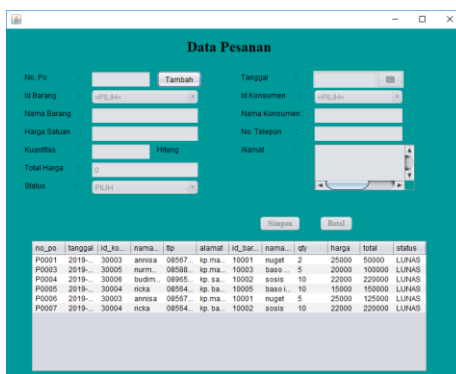 Data Pesanan
No. Po : Tambah Tanggal :
Id Barang : =PILIH= Id Konsumen : =PILIH=
Nama Barang : Nama Konsumen :
Harga Satuan : No. Telepon :
Kuantitas : Hitung Alamat :
Total Harga : 0
Status : PILIH
Simpan Batal
no_po tanggal id_ko... nama... tlp alamat id_bar... nama... qty harga total status
P0001 2019-... 30003 annisa 08567... kp.ma... 10001 nuget 2 25000 50000 LUNAS
P0003 2019-... 30005 nurm... 08588... kp.ma... 10003 baso ... 5 20000 100000 LUNAS
P0004 2019-... 30006 budim... 08965... kp. sa... 10002 sosis 10 22000 220000 LUNAS
P0005 2019-... 30004 ricka 08564... kp. ba... 10005 baso i... 10 15000 150000 LUNAS
P0006 2019-... 30003 annisa 08567... kp.ma... 10001 nuget 5 25000 125000 LUNAS
P0007 2019-... 30004 ricka 08564... kp. ba... 10002 sosis 10 22000 220000 LUNAS